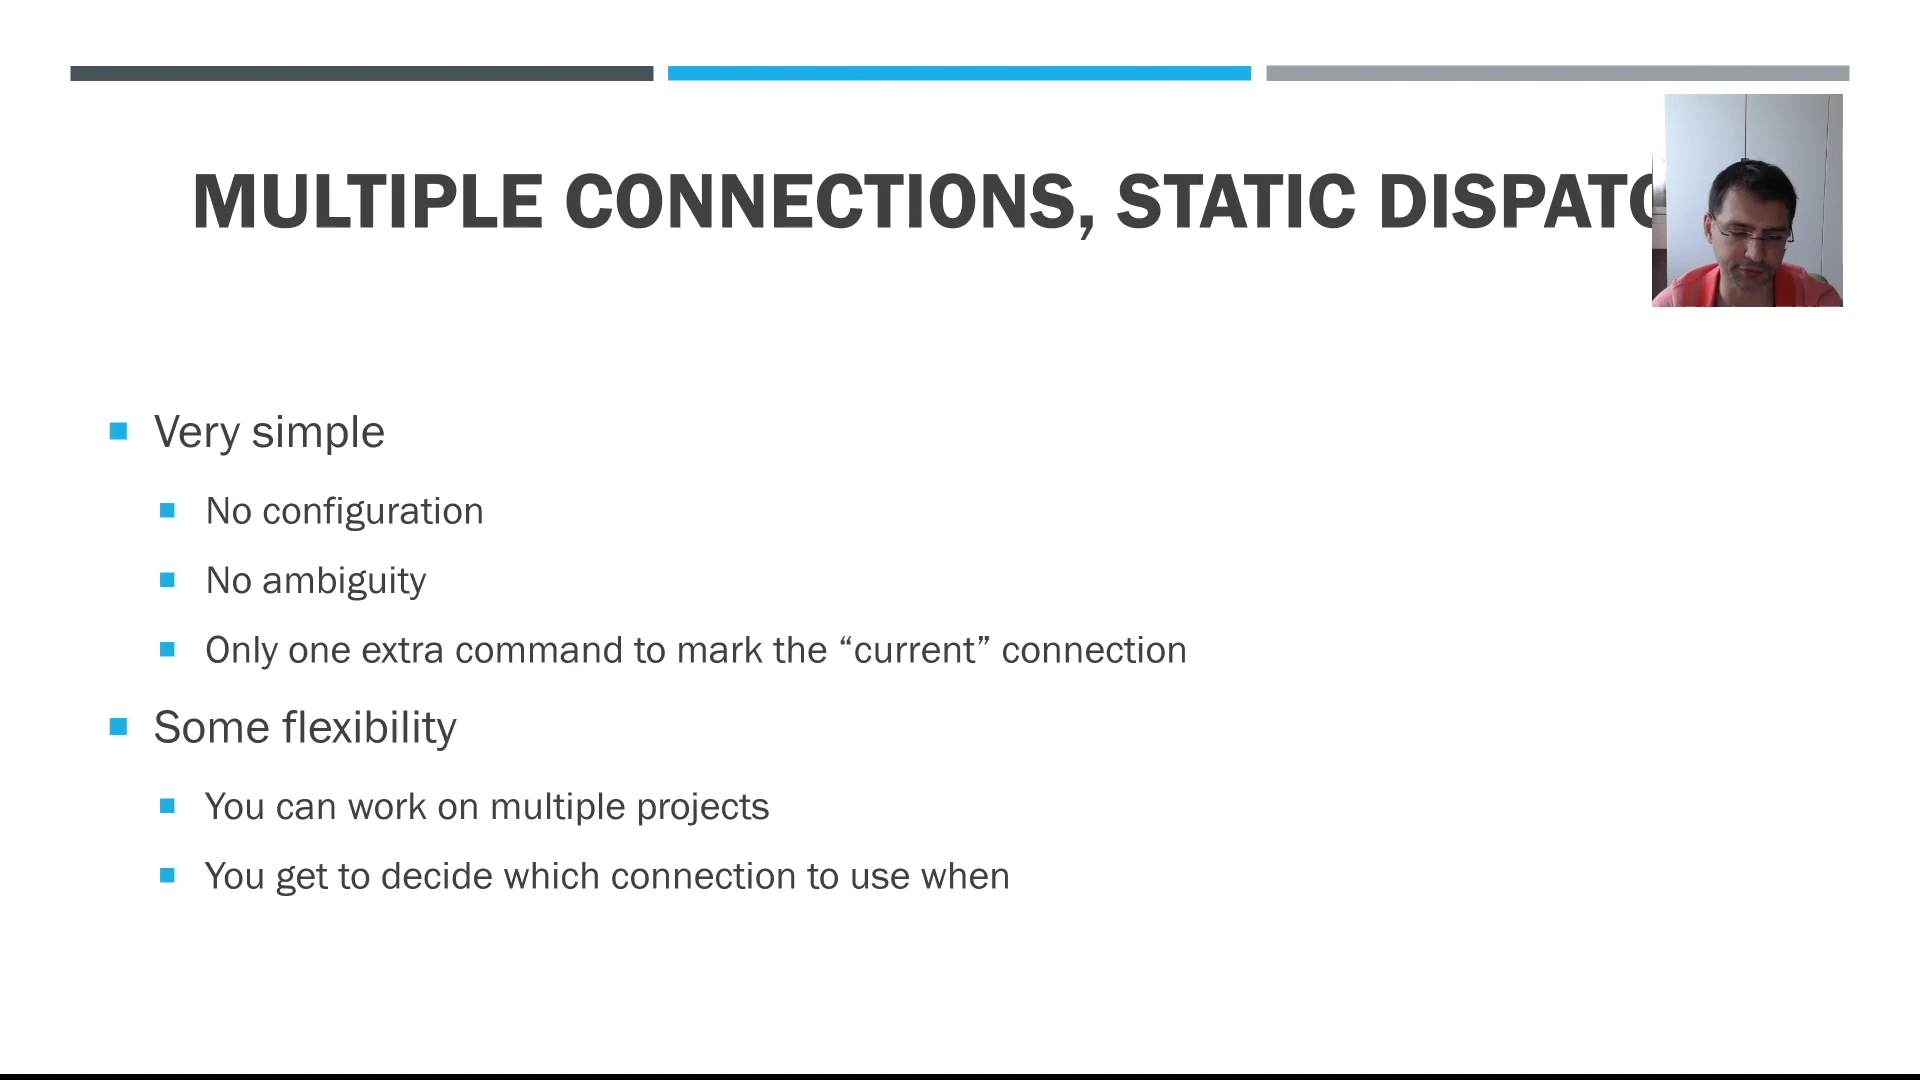 MULTIPLE CONNECTIONS, STATIC
Very simple
No configuration
No ambiguity
Only one extra command to mark the “current” connection
Some flexibility
You can work on multiple projects
You get to decide which connection to use when